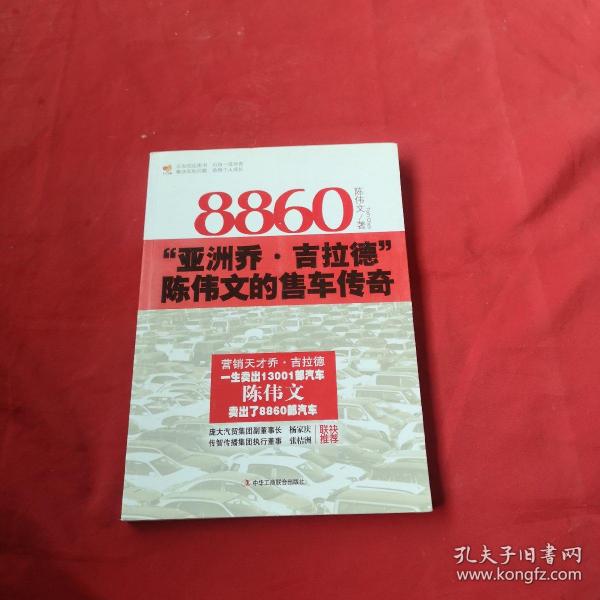 8860
陈伟文/著
“亚洲乔·吉拉德”
陈伟文的售车传奇
营销天才乔·吉拉德
一生卖出13001部汽车
陈伟文
卖出了8860部汽车
庞大汽贸集团副董事长 杨家庆
传智传播集团执行董事 张桔洲
联袂
推荐
中华工商联合出版社
孔夫子旧书网
www.kongfz.com